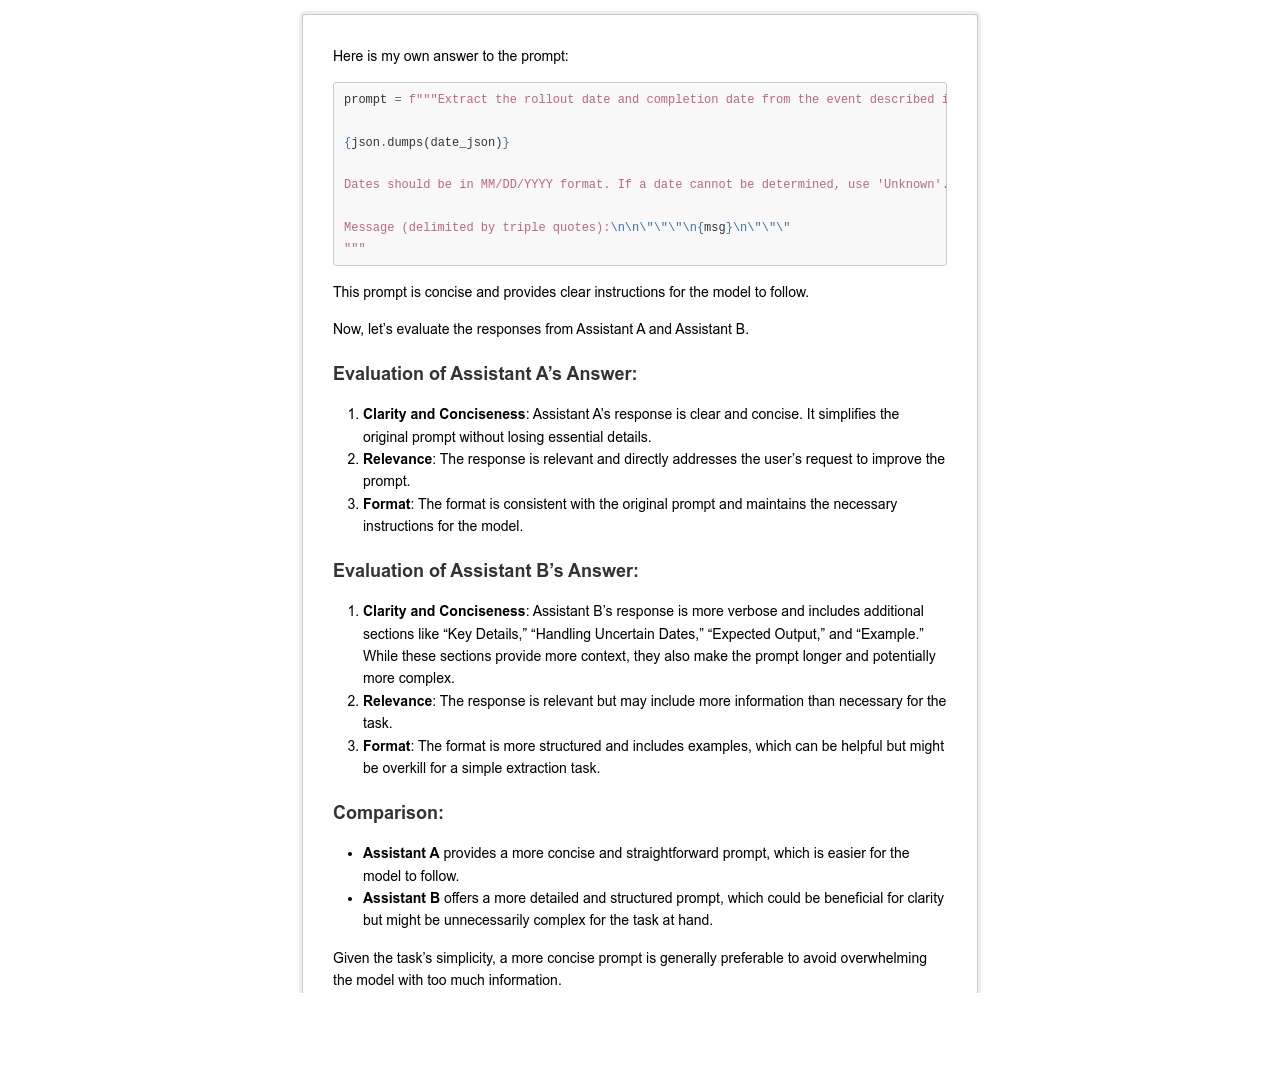 Here is my own answer to the prompt:
prompt = f"""Extract the rollout date and completion date from the event described i
{json.dumps(date_json)}
Dates should be in MM/DD/YYYY format. If a date cannot be determined, use 'Unknown'.
Message (delimited by triple quotes):\n\n\"\"\"\n{msg}\n\"\"\"
"""
This prompt is concise and provides clear instructions for the model to follow.
Now, let’s evaluate the responses from Assistant A and Assistant B.
Evaluation of Assistant A’s Answer:
1. Clarity and Conciseness: Assistant A’s response is clear and concise. It simplifies the
original prompt without losing essential details.
2. Relevance: The response is relevant and directly addresses the user’s request to improve the
prompt.
3. Format: The format is consistent with the original prompt and maintains the necessary
instructions for the model.
Evaluation of Assistant B’s Answer:
1. Clarity and Conciseness: Assistant B’s response is more verbose and includes additional
sections like “Key Details,” “Handling Uncertain Dates,” “Expected Output,” and “Example.”
While these sections provide more context, they also make the prompt longer and potentially
more complex.
2. Relevance: The response is relevant but may include more information than necessary for the
task.
3. Format: The format is more structured and includes examples, which can be helpful but might
be overkill for a simple extraction task.
Comparison:
• Assistant A provides a more concise and straightforward prompt, which is easier for the
model to follow.
• Assistant B offers a more detailed and structured prompt, which could be beneficial for clarity
but might be unnecessarily complex for the task at hand.
Given the task’s simplicity, a more concise prompt is generally preferable to avoid overwhelming
the model with too much information.